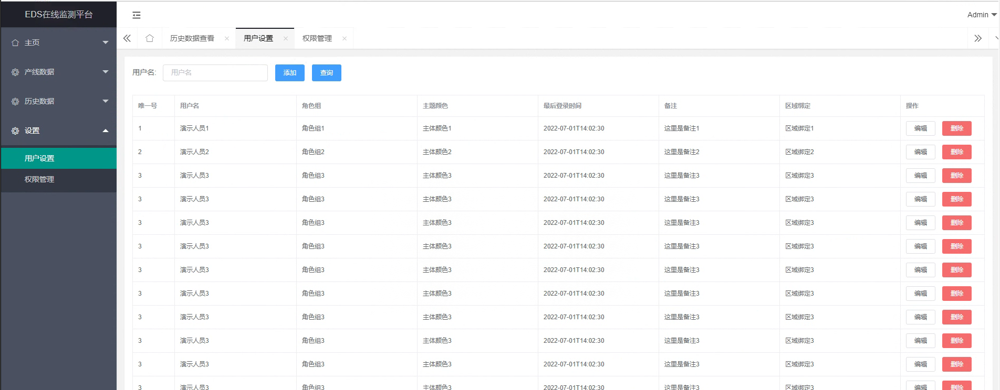 EDS在线监测平台
Admin
主页
产线数据
历史数据
设置
用户设置
权限管理
历史数据查看 × 用户设置 × 权限管理 ×
用户名: 用户名 添加 查询
唯一号 用户名 角色组 主题颜色 最后登录时间 备注 区域绑定 操作
1 演示人员1 角色组1 主体颜色1 2022-07-01T14:02:30 这里是备注1 区域绑定1 编辑 删除
2 演示人员2 角色组2 主体颜色2 2022-07-01T14:02:30 这里是备注2 区域绑定2 编辑 删除
3 演示人员3 角色组3 主体颜色3 2022-07-01T14:02:30 这里是备注3 区域绑定3 编辑 删除
3 演示人员3 角色组3 主体颜色3 2022-07-01T14:02:30 这里是备注3 区域绑定3 编辑 删除
3 演示人员3 角色组3 主体颜色3 2022-07-01T14:02:30 这里是备注3 区域绑定3 编辑 删除
3 演示人员3 角色组3 主体颜色3 2022-07-01T14:02:30 这里是备注3 区域绑定3 编辑 删除
3 演示人员3 角色组3 主体颜色3 2022-07-01T14:02:30 这里是备注3 区域绑定3 编辑 删除
3 演示人员3 角色组3 主体颜色3 2022-07-01T14:02:30 这里是备注3 区域绑定3 编辑 删除
3 演示人员3 角色组3 主体颜色3 2022-07-01T14:02:30 这里是备注3 区域绑定3 编辑 删除
3 演示人员3 角色组3 主体颜色3 2022-07-01T14:02:30 这里是备注3 区域绑定3 编辑 删除
3 演示人员3 角色组3 主体颜色3 2022-07-01T14:02:30 这里是备注3 区域绑定3 编辑 删除
3 演示人员3 角色组3 主体颜色3 2022-07-01T14:02:30 这里是备注3 区域绑定3 编辑 删除